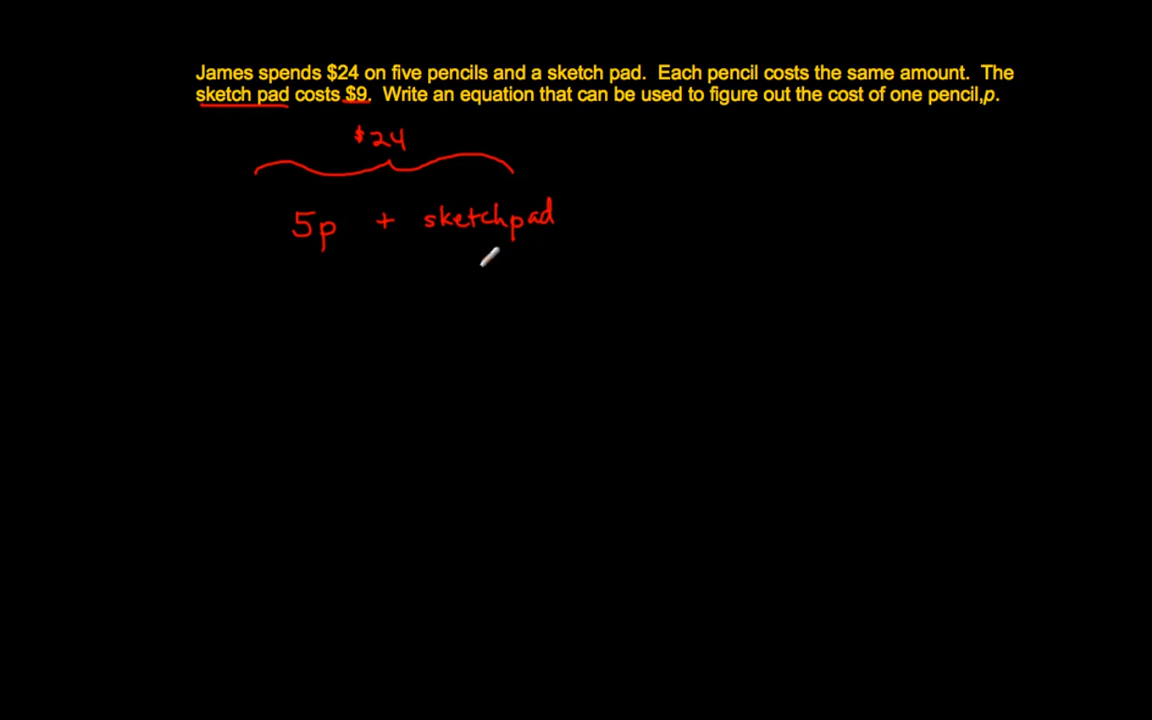 James spends $24 on five pencils and a sketch pad. Each pencil costs the same amount. The
sketch pad costs $9. Write an equation that can be used to figure out the cost of one pencil,p.
$24
5p + sketchpad